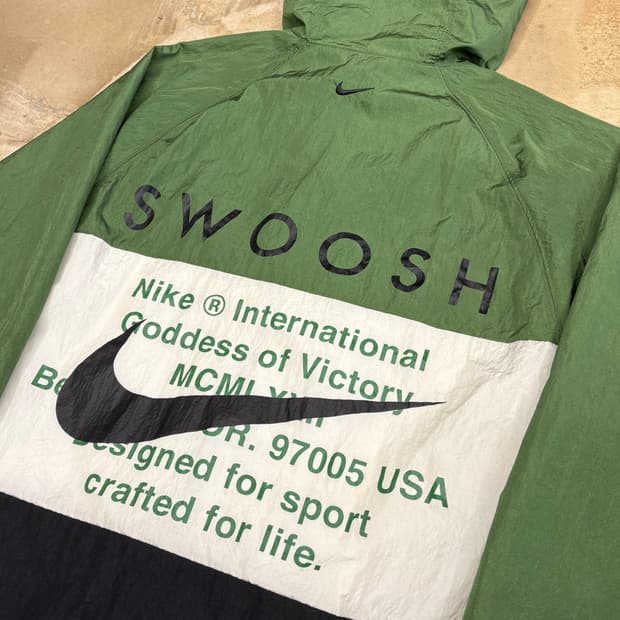 SWOOSH
Nike ® International
Goddess of Victory
OR. 97005 USA
Designed for sport
crafted for life.